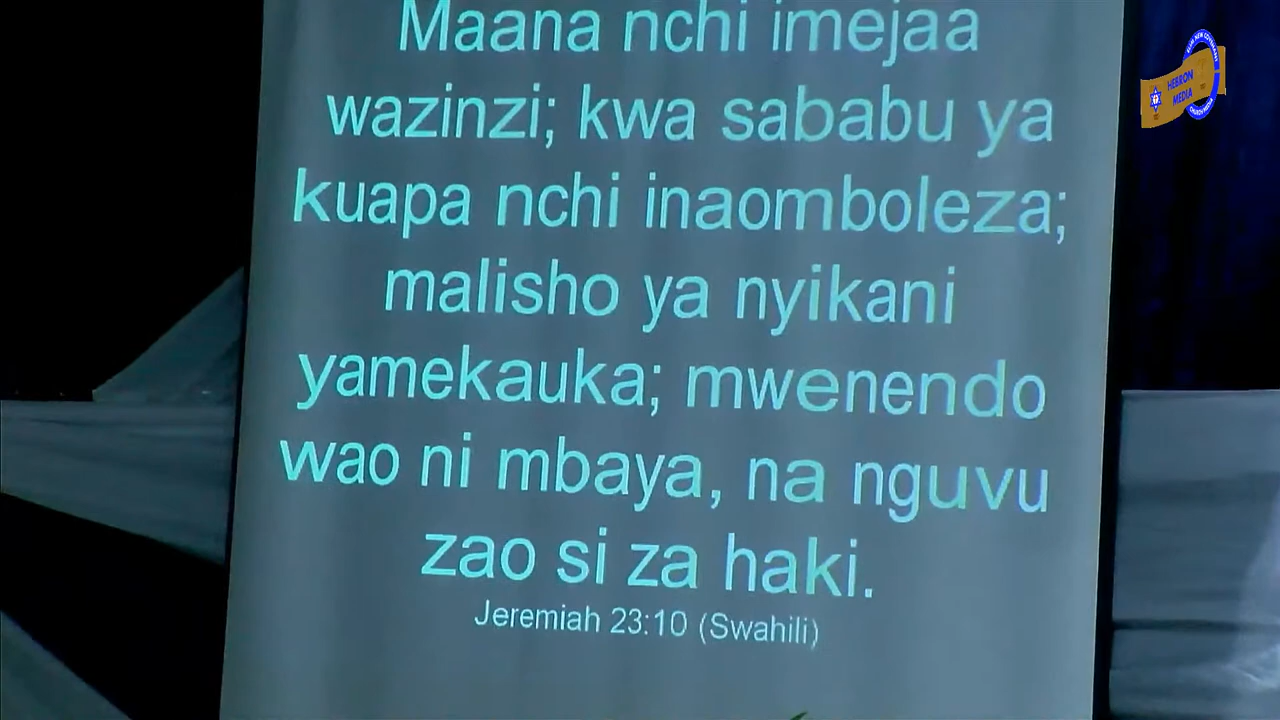 Maana nchi imejaa
wazinzi; kwa sababu ya
kuapa nchi inaomboleza;
malisho ya nyikani
yamekauka; mwenendo
wao ni mbaya, na nguvu
zao si za haki.
Jeremiah 23:10 (Swahili)
HEBRON
MEDIA